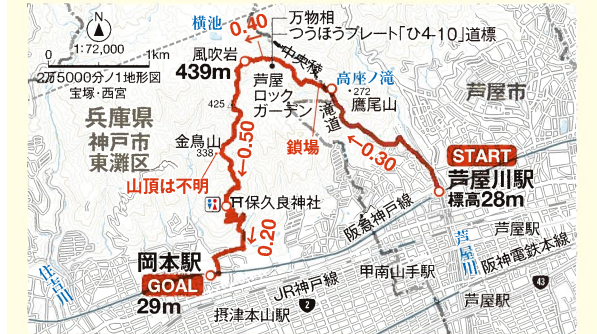 N
1:72,000
0
1km
2万5000分ノ1地形図
宝塚・西宮
横池
0.40
万物相
つうほうプレート「ひ4-10」道標
風吹岩
439m
中央稜
高座ノ滝
・272
鷹尾山
芦屋
ロック
ガーデン
滝道
芦屋市
兵庫県
神戸市
東灘区
425
金鳥山
338
0.50
鎖場
0.30
山頂は不明
START
芦屋川駅
標高28m
保久良神社
0.20
阪急神戸線
岡本駅
GOAL
29m
住吉川
芦屋川
芦屋駅
阪神電鉄本線
甲南山手駅
JR神戸線
2
43
摂津本山駅
芦屋駅